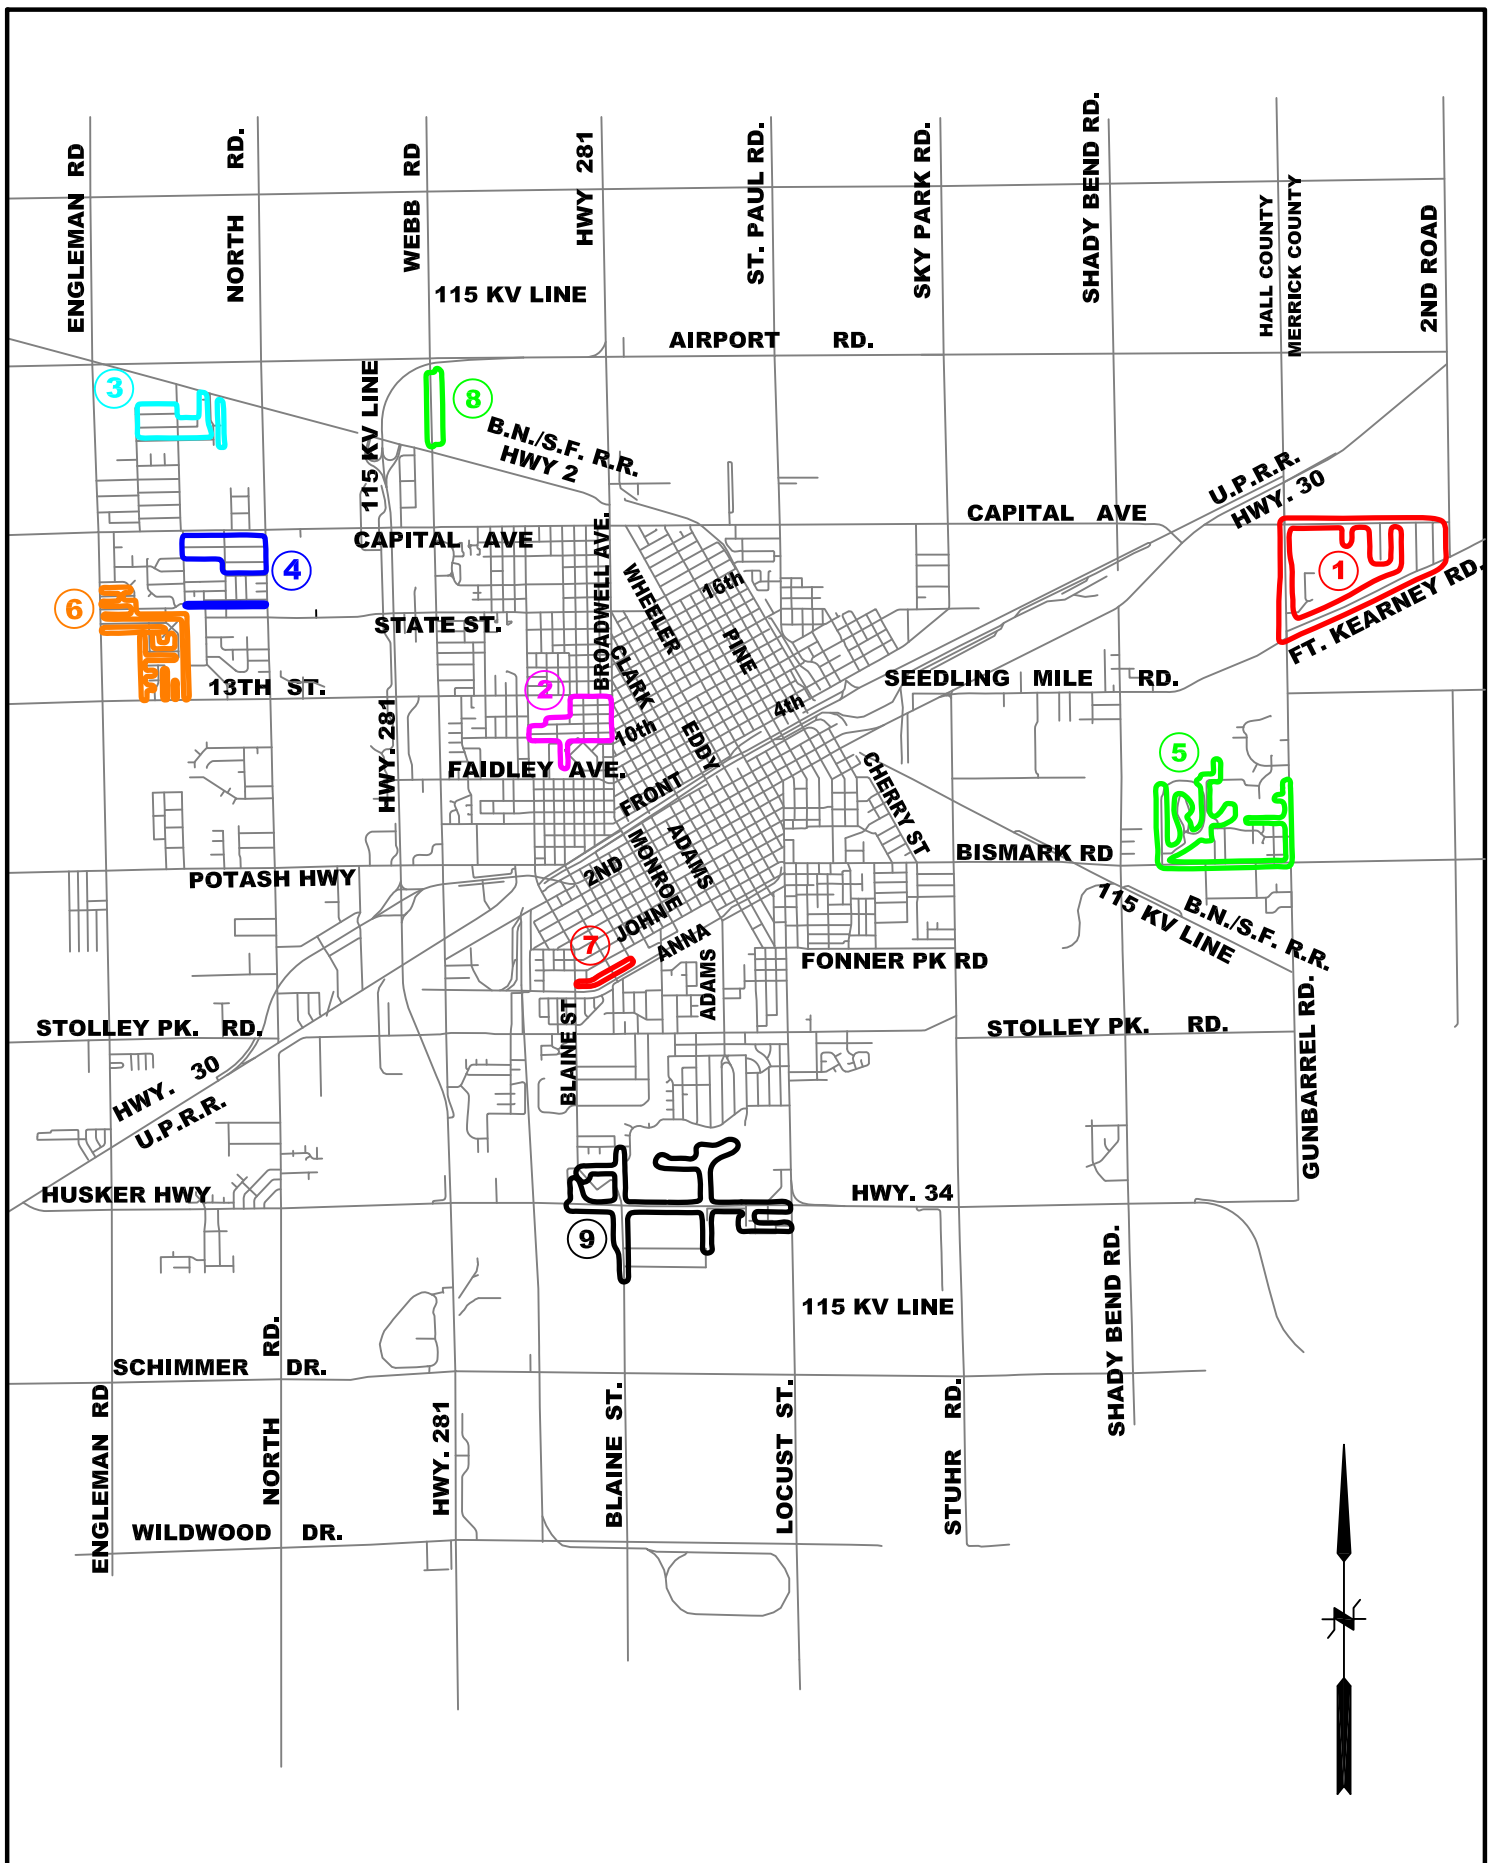 ENGLEMAN RD
NORTH RD.
WEBB RD
HWY 281
ST. PAUL RD.
SKY PARK RD.
SHADY BEND RD.
HALL COUNTY
MERRICK COUNTY
2ND ROAD
115 KV LINE
AIRPORT RD.
3
115 KV LINE
8
B.N./S.F. R.R.
HWY 2
U.P.R.R.
HWY. 30
CAPITAL AVE
CAPITAL AVE
BROADWELL AVE.
4
1
6
WHEELER
16th
STATE ST.
PINE
FT. KEARNEY RD.
CLARK
13TH ST.
2
SEEDLING MILE RD.
4th
10th
EDDY
HWY. 281
5
FAIDLEY AVE.
FRONT
CHERRY ST
ADAMS
MONROE
2ND
BISMARK RD
POTASH HWY
115 KV LINE
B.N./S.F. R.R.
JOHN
ANNA
7
FONNER PK RD
ADAMS
STOLLEY PK. RD.
STOLLEY PK. RD.
BLAINE ST
GUNBARREL RD.
HWY. 30
U.P.R.R.
HUSKER HWY
HWY. 34
9
SHADY BEND RD.
115 KV LINE
SCHIMMER DR.
ENGLEMAN RD
NORTH RD.
HWY. 281
BLAINE ST.
LOCUST ST.
STUHR RD.
WILDWOOD DR.